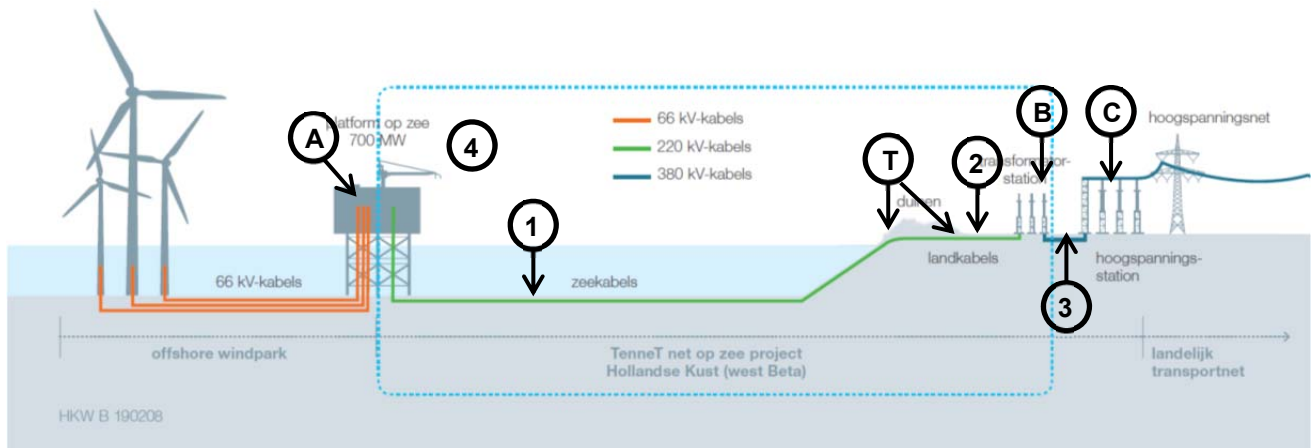 platform op zee
700 MW
A
4
66 kV-kabels
220 kV-kabels
380 kV-kabels
B
C
hoogspanningsnet
T
2
transformator-
station
duinen
1
66 kV-kabels
zeekabels
landkabels
hoogspannings-
station
3
offshore windpark
TenneT net op zee project
Hollandse Kust (west Beta)
landelijk
transportnet
HKW B 190208